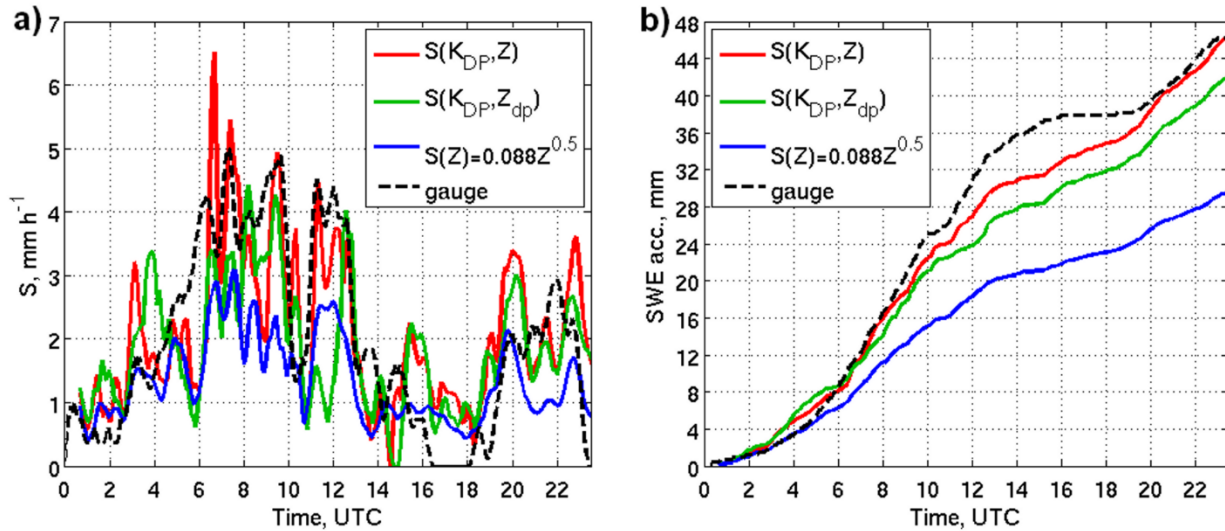 a)
7
6
5
4
3
2
1
0
S, mm h⁻¹
S(K_DP,Z)
S(K_DP,Z_dp)
S(Z)=0.088Z^0.5
gauge
0 2 4 6 8 10 12 14 16 18 20 22
Time, UTC
b)
48
44
40
36
32
28
24
20
16
12
8
4
0
SWE acc., mm
S(K_DP,Z)
S(K_DP,Z_dp)
S(Z)=0.088Z^0.5
gauge
0 2 4 6 8 10 12 14 16 18 20 22
Time, UTC